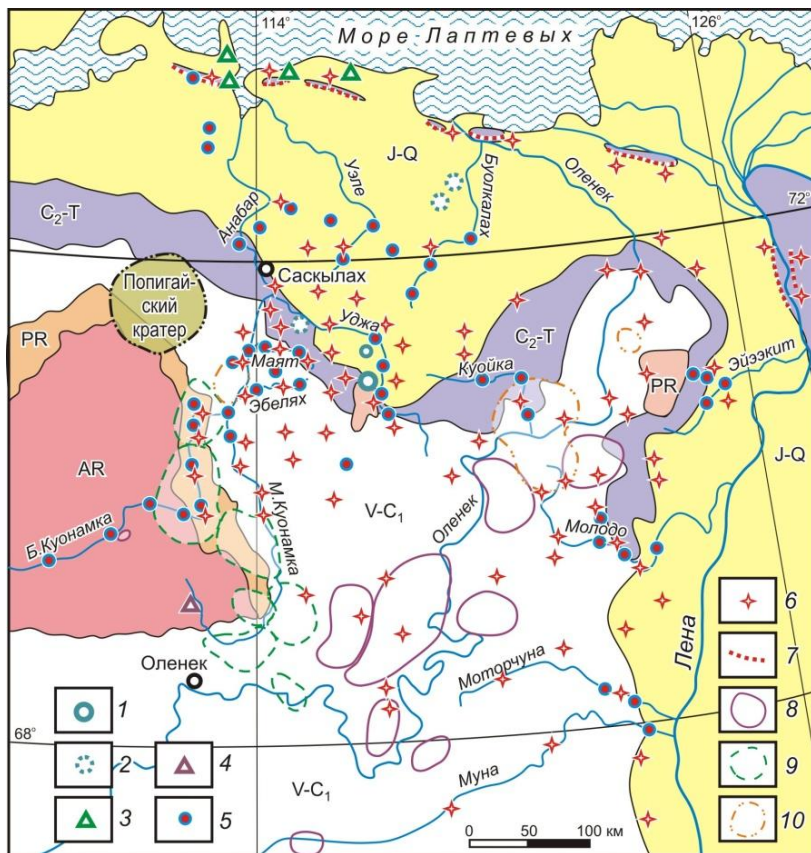 114°
126°
Море Лаптевых
J-Q
Уэле
Буолкалах
Оленек
Анабар
C₂-T
72°
Саскылах
Попигай-
ский
кратер
PR
Уджа
C₂-T
Маят
Куойка
PR
Эйээкит
Эбелях
AR
J-Q
V-C₁
Оленек
М.Куонамка
Б.Куонамка
Молодо
Лена
Оленек
Моторчуна
68°
Муна
V-C₁
1
2
3
4
5
6
7
8
9
10
0 50 100 км